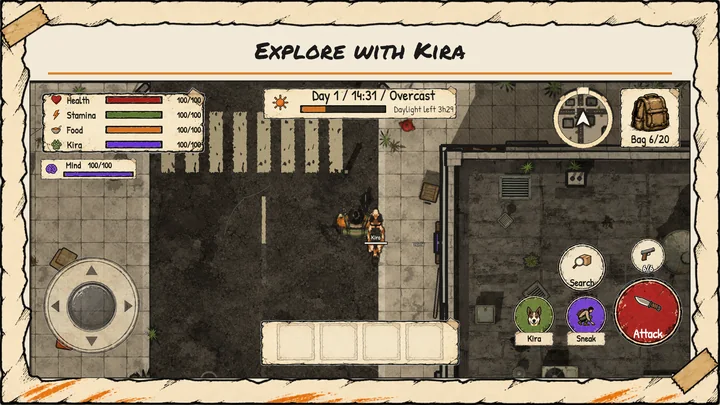 Explore with Kira
Health 100/100
Stamina 100/100
Food 100/100
Kira 100/100
Mind 100/100
Day 1 / 14:31 / Overcast
Daylight left 3h29
Bag 6/20
Kira
Search
Kira
Sneak
Attack